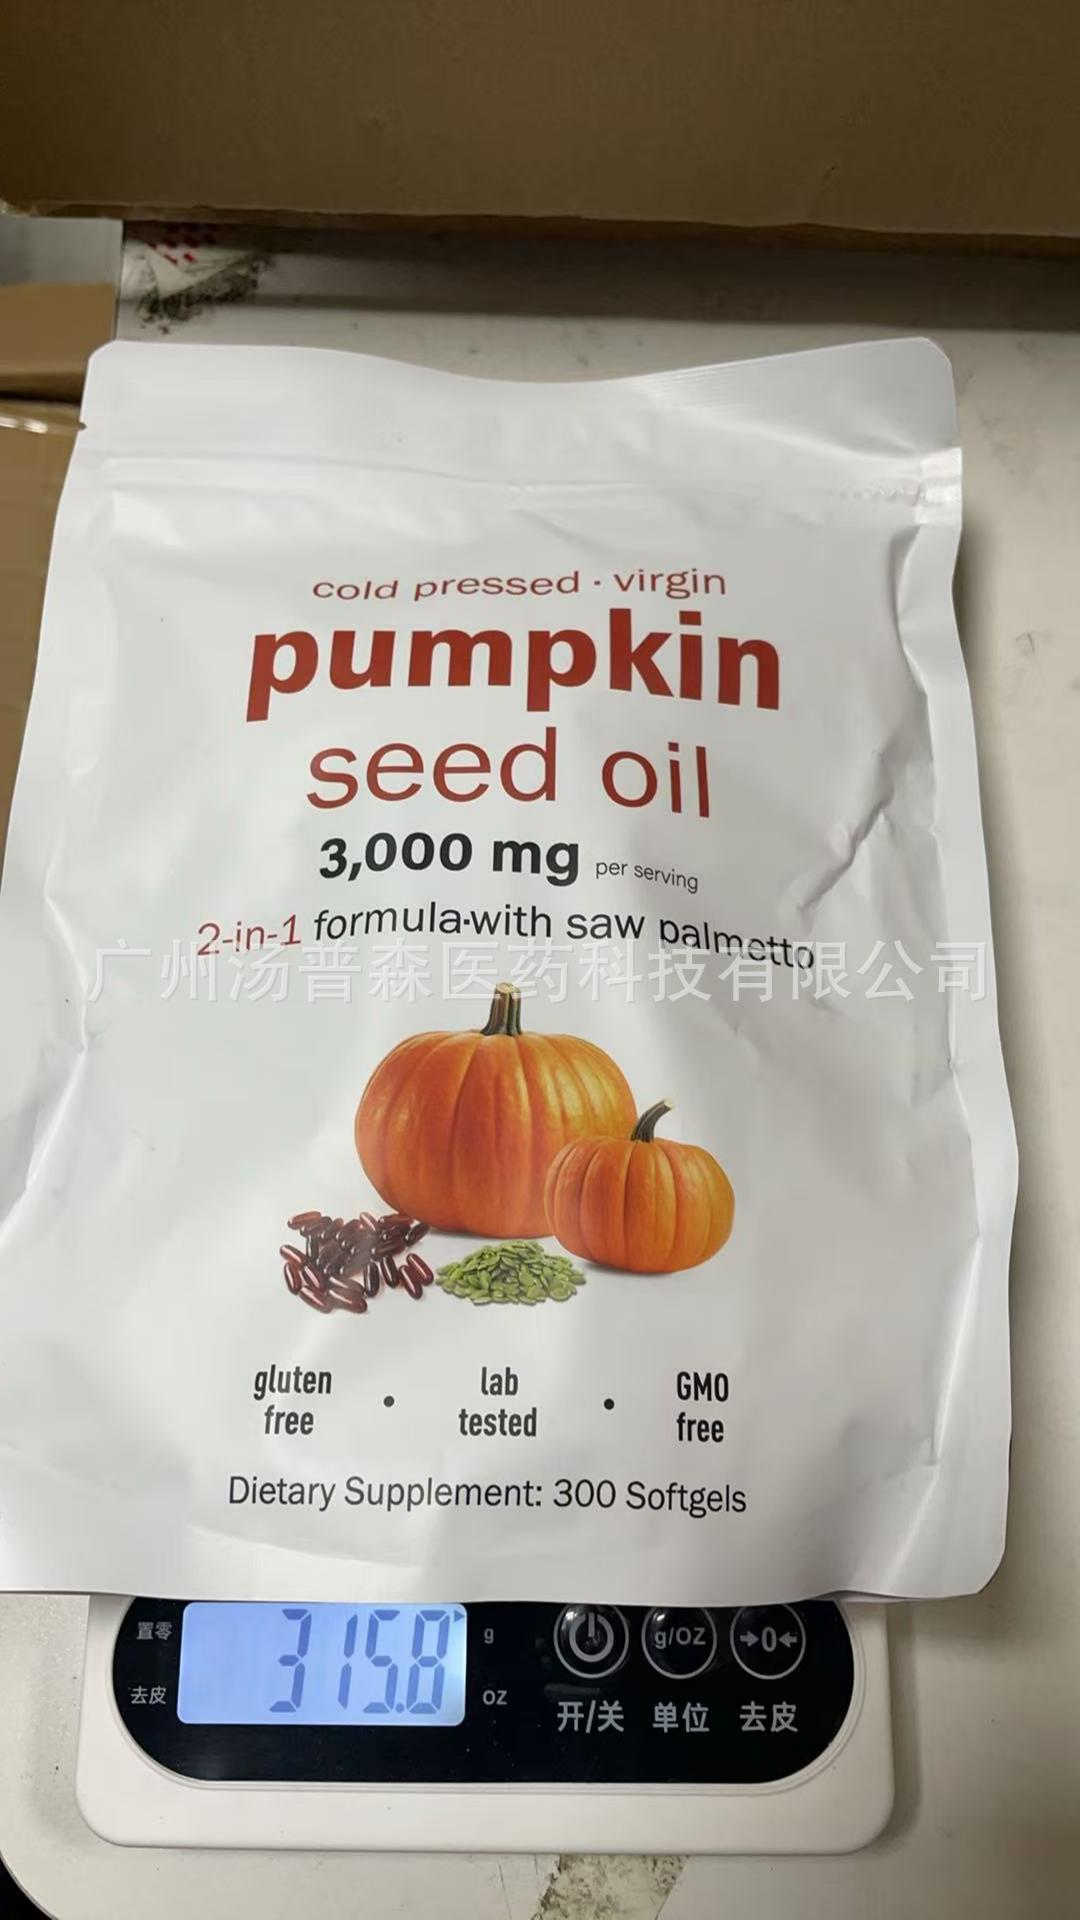 cold pressed · virgin
pumpkin
seed oil
3,000 mg per serving
2-in-1 formula·with saw palmetto
广州汤普森医药科技有限公司
gluten free · lab tested · GMO free
Dietary Supplement: 300 Softgels
置零
去皮
315.8
g
oz
g/oz
→0←
开/关 单位 去皮